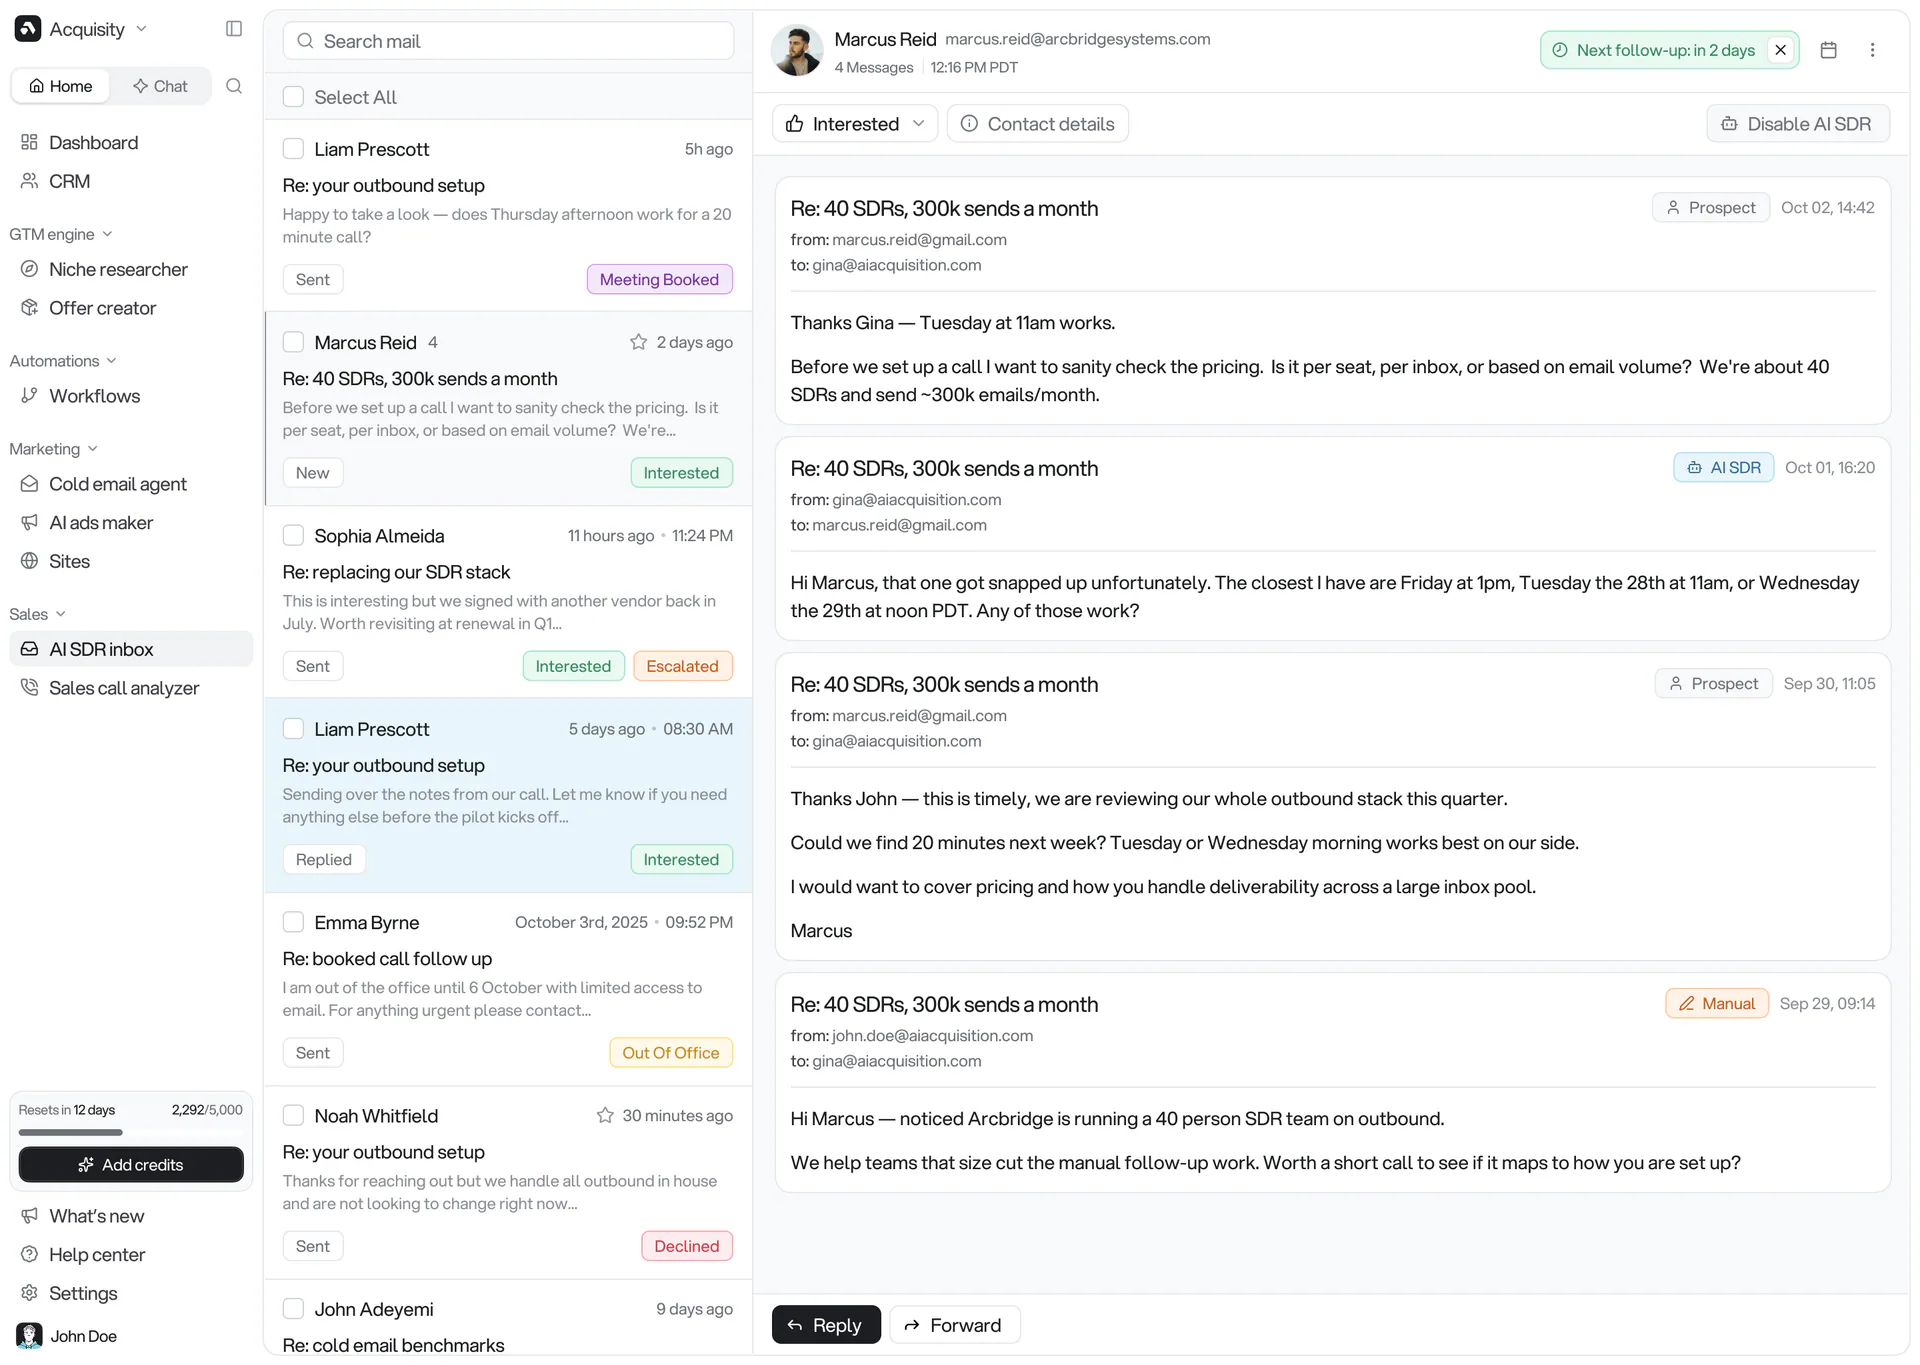 Acquisity
Home
Chat
Dashboard
CRM
GTM engine
Niche researcher
Offer creator
Automations
Workflows
Marketing
Cold email agent
AI ads maker
Sites
Sales
AI SDR inbox
Sales call analyzer
Resets in 12 days 2,292/5,000
Add credits
What's new
Help center
Settings
John Doe
Search mail
Select All
Liam Prescott 5h ago
Re: your outbound setup
Happy to take a look — does Thursday afternoon work for a 20
minute call?
Sent Meeting Booked
Marcus Reid 4 2 days ago
Re: 40 SDRs, 300k sends a month
Before we set up a call I want to sanity check the pricing. Is it
per seat, per inbox, or based on email volume? We're...
New Interested
Sophia Almeida 11 hours ago • 11:24 PM
Re: replacing our SDR stack
This is interesting but we signed with another vendor back in
July. Worth revisiting at renewal in Q1...
Sent Interested Escalated
Liam Prescott 5 days ago • 08:30 AM
Re: your outbound setup
Sending over the notes from our call. Let me know if you need
anything else before the pilot kicks off...
Replied Interested
Emma Byrne October 3rd, 2025 • 09:52 PM
Re: booked call follow up
I am out of the office until 6 October with limited access to
email. For anything urgent please contact...
Sent Out Of Office
Noah Whitfield 30 minutes ago
Re: your outbound setup
Thanks for reaching out but we handle all outbound in house
and are not looking to change right now...
Sent Declined
John Adeyemi 9 days ago
Re: cold email benchmarks
Marcus Reid marcus.reid@arcbridgesystems.com
4 Messages 12:16 PM PDT
Next follow-up: in 2 days
Interested
Contact details
Disable AI SDR
Re: 40 SDRs, 300k sends a month Prospect Oct 02, 14:42
from: marcus.reid@gmail.com
to: gina@aiacquisition.com
Thanks Gina — Tuesday at 11am works.
Before we set up a call I want to sanity check the pricing. Is it per seat, per inbox, or based on email volume? We're about 40
SDRs and send ~300k emails/month.
Re: 40 SDRs, 300k sends a month AI SDR Oct 01, 16:20
from: gina@aiacquisition.com
to: marcus.reid@gmail.com
Hi Marcus, that one got snapped up unfortunately. The closest I have are Friday at 1pm, Tuesday the 28th at 11am, or Wednesday
the 29th at noon PDT. Any of those work?
Re: 40 SDRs, 300k sends a month Prospect Sep 30, 11:05
from: marcus.reid@gmail.com
to: gina@aiacquisition.com
Thanks John — this is timely, we are reviewing our whole outbound stack this quarter.
Could we find 20 minutes next week? Tuesday or Wednesday morning works best on our side.
I would want to cover pricing and how you handle deliverability across a large inbox pool.
Marcus
Re: 40 SDRs, 300k sends a month Manual Sep 29, 09:14
from: john.doe@aiacquisition.com
to: gina@aiacquisition.com
Hi Marcus — noticed Arcbridge is running a 40 person SDR team on outbound.
We help teams that size cut the manual follow-up work. Worth a short call to see if it maps to how you are set up?
Reply
Forward